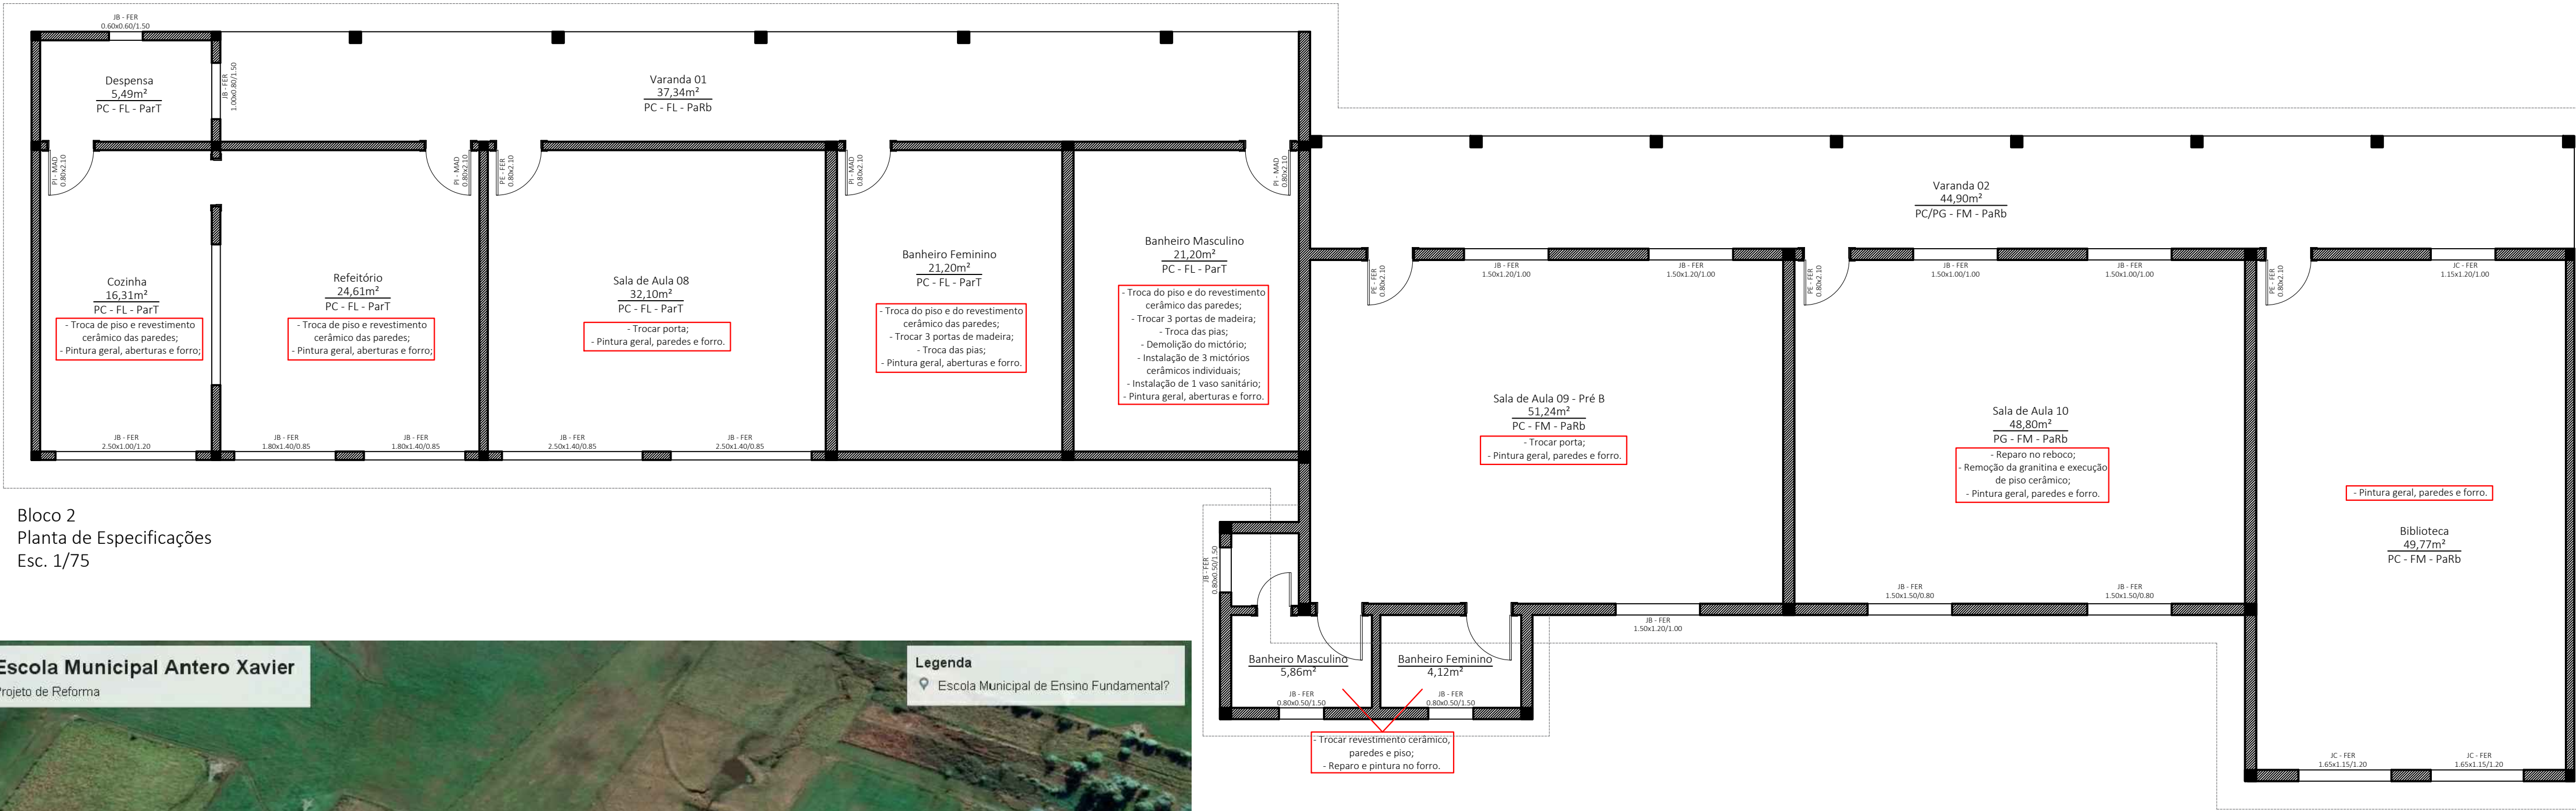 JB - FER
0.60x0.60/1.50
Despensa
5,49m²
PC - FL - ParT
JB - FER
1.00x0.80/1.50
Varanda 01
37,34m²
PC - FL - PaRb
PI - MAD
0.80x2.10
PI - MAD
0.80x2.10
PE - FER
0.80x2.10
PI - MAD
0.80x2.10
PI - MAD
0.80x2.10
Cozinha
16,31m²
PC - FL - ParT
- Troca de piso e revestimento
cerâmico das paredes;
- Pintura geral, aberturas e forro;
Refeitório
24,61m²
PC - FL - ParT
- Troca de piso e revestimento
cerâmico das paredes;
- Pintura geral, aberturas e forro;
Sala de Aula 08
32,10m²
PC - FL - ParT
- Trocar porta;
- Pintura geral, paredes e forro.
Banheiro Feminino
21,20m²
PC - FL - ParT
- Troca do piso e do revestimento
cerâmico das paredes;
- Trocar 3 portas de madeira;
- Troca das pias;
- Pintura geral, aberturas e forro.
Banheiro Masculino
21,20m²
PC - FL - ParT
- Troca do piso e do revestimento
cerâmico das paredes;
- Trocar 3 portas de madeira;
- Troca das pias;
- Demolição do mictório;
- Instalação de 3 mictórios
cerâmicos individuais;
- Instalação de 1 vaso sanitário;
- Pintura geral, aberturas e forro.
JB - FER
2.50x1.00/1.20
JB - FER
1.80x1.40/0.85
JB - FER
1.80x1.40/0.85
JB - FER
2.50x1.40/0.85
JB - FER
2.50x1.40/0.85
Varanda 02
44,90m²
PC/PG - FM - PaRb
PE - FER
0.80x2.10
JB - FER
1.50x1.20/1.00
JB - FER
1.50x1.20/1.00
PE - FER
0.80x2.10
JB - FER
1.50x1.00/1.00
JB - FER
1.50x1.00/1.00
PE - FER
0.80x2.10
JC - FER
1.15x1.20/1.00
Sala de Aula 09 - Pré B
51,24m²
PC - FM - PaRb
- Trocar porta;
- Pintura geral, paredes e forro.
Sala de Aula 10
48,80m²
PG - FM - PaRb
- Reparo no reboco;
- Remoção da granitina e execução
de piso cerâmico;
- Pintura geral, paredes e forro.
- Pintura geral, paredes e forro.
Biblioteca
49,77m²
PC - FM - PaRb
JB - FER
1.50x1.20/1.00
JB - FER
1.50x1.50/0.80
JB - FER
1.50x1.50/0.80
JC - FER
1.65x1.15/1.20
JC - FER
1.65x1.15/1.20
JB - FER
0.80x0.50/1.50
Banheiro Masculino
5,86m²
Banheiro Feminino
4,12m²
JB - FER
0.80x0.50/1.50
JB - FER
0.80x0.50/1.50
- Trocar revestimento cerâmico,
paredes e piso;
- Reparo e pintura no forro.
Bloco 2
Planta de Especificações
Esc. 1/75
Escola Municipal Antero Xavier
Projeto de Reforma
Legenda
Escola Municipal de Ensino Fundamental?